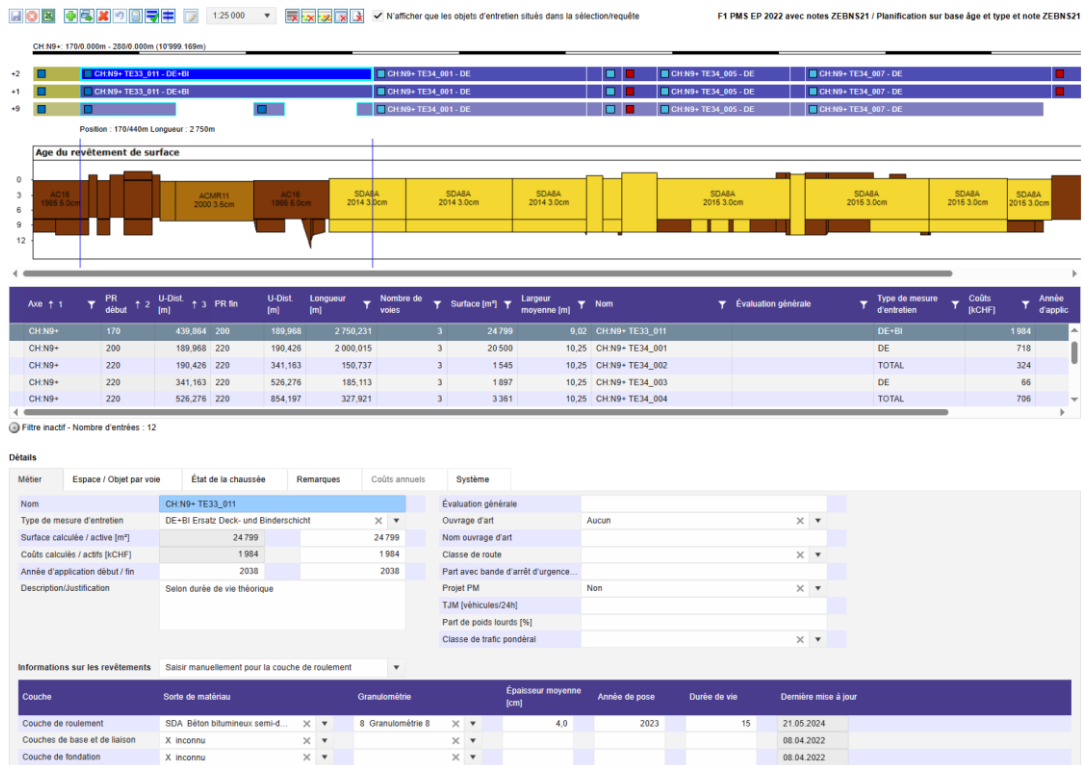 1:25 000 N'afficher que les objets d'entretien situés dans la sélection/requête F1 PMS EP 2022 avec notes ZEBNS21 / Planification sur base âge et type et note ZEBNS21
CH:N9+: 170/0.000m - 280/0.000m (10'999.169m)
+2 CH:N9+ TE33_011 - DE+BI CH:N9+ TE34_001 - DE CH:N9+ TE34_005 - DE CH:N9+ TE34_007 - DE
+1 CH:N9+ TE33_011 - DE+BI CH:N9+ TE34_001 - DE CH:N9+ TE34_005 - DE CH:N9+ TE34_007 - DE
+9 CH:N9+ TE34_001 - DE CH:N9+ TE34_005 - DE CH:N9+ TE34_007 - DE
Position : 170/440m Longueur : 2 750m
Age du revêtement de surface
0
3
6
9
12
AC16 ACMR11 AC16 SDA8A SDA8A SDA8A SDA8A SDA8A SDA8A SDA8A
1985 5.0cm 2000 3.5cm 1986 5.0cm 2014 3.0cm 2014 3.0cm 2014 3.0cm 2015 3.0cm 2015 3.0cm 2015 3.0cm 2015 3.0cm
Axe 1 PR début 2 U-Dist. [m] 3 PR fin U-Dist. [m] Longueur [m] Nombre de voies Surface [m²] Largeur moyenne [m] Nom Évaluation générale Type de mesure d'entretien Coûts [kCHF] Année d'applic
CH:N9+ 170 439,864 200 189,968 2 750,231 3 24 799 9,02 CH:N9+ TE33_011 DE+BI 1 984
CH:N9+ 200 189,968 220 190,426 2 000,015 3 20 500 10,25 CH:N9+ TE34_001 DE 718
CH:N9+ 220 190,426 220 341,163 150,737 3 1 545 10,25 CH:N9+ TE34_002 TOTAL 324
CH:N9+ 220 341,163 220 526,276 185,113 3 1 897 10,25 CH:N9+ TE34_003 DE 66
CH:N9+ 220 526,276 220 854,197 327,921 3 3 361 10,25 CH:N9+ TE34_004 TOTAL 706
Filtre inactif - Nombre d'entrées : 12
Détails
Métier Espace / Objet par voie État de la chaussée Remarques Coûts annuels Système
Nom CH:N9+ TE33_011 Évaluation générale
Type de mesure d'entretien DE+BI Ersatz Deck- und Binderschicht Ouvrage d'art Aucun
Surface calculée / active [m²] 24 799 24 799 Nom ouvrage d'art
Coûts calculés / actifs [kCHF] 1 984 1 984 Classe de route
Année d'application début / fin 2038 2038 Part avec bande d'arrêt d'urgence...
Description/Justification Selon durée de vie théorique Projet PM Non
TJM [véhicules/24h]
Part de poids lourds [%]
Classe de trafic pondéral
Informations sur les revêtements Saisir manuellement pour la couche de roulement
Couche Sorte de matériau Granulométrie Épaisseur moyenne [cm] Année de pose Durée de vie Dernière mise à jour
Couche de roulement SDA Béton bitumineux semi-d... 8 Granulométrie 8 4,0 2023 15 21.05.2024
Couches de base et de liaison X inconnu 08.04.2022
Couche de fondation X inconnu 08.04.2022